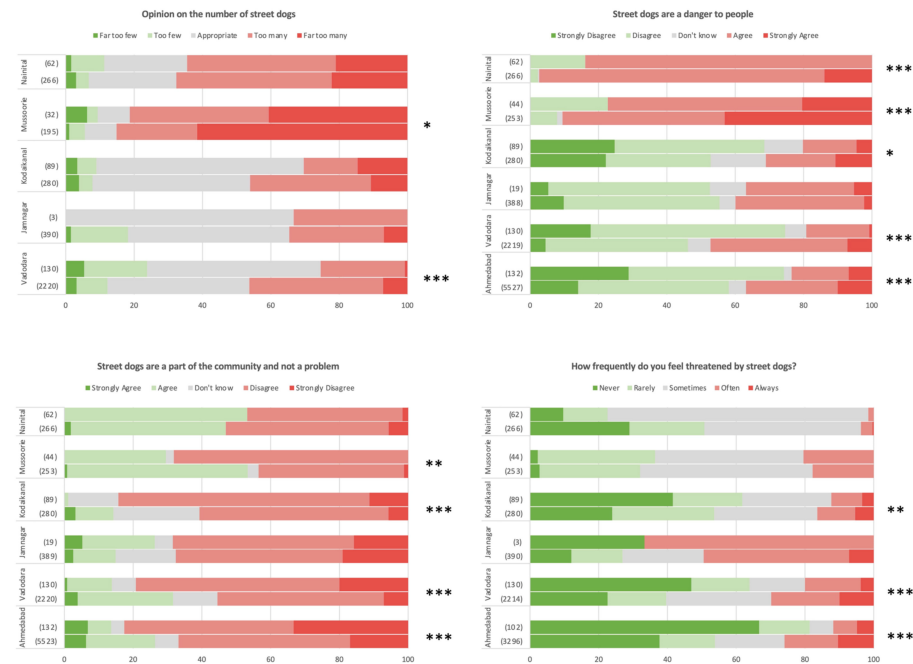 Opinion on the number of street dogs
Far too few Too few Appropriate Too many Far too many
Nainital
(62)
(266)
Mussoorie
(32)
(195)
*
Kodaikanal
(89)
(280)
Jamnagar
(3)
(390)
Vadodara
(130)
(2220)
***
0 20 40 60 80 100
Street dogs are a danger to people
Strongly Disagree Disagree Don't know Agree Strongly Agree
Nainital
(62)
(266)
***
Mussoorie
(44)
(253)
***
Kodaikanal
(89)
(280)
*
Jamnagar
(19)
(388)
Vadodara
(130)
(2219)
***
Ahmedabad
(132)
(5527)
***
0 20 40 60 80 100
Street dogs are a part of the community and not a problem
Strongly Agree Agree Don't know Disagree Strongly Disagree
Nainital
(62)
(266)
Mussoorie
(44)
(253)
**
Kodaikanal
(89)
(280)
***
Jamnagar
(19)
(389)
Vadodara
(130)
(2220)
***
Ahmedabad
(132)
(5523)
***
0 20 40 60 80 100
How frequently do you feel threatened by street dogs?
Never Rarely Sometimes Often Always
Nainital
(62)
(266)
Mussoorie
(44)
(253)
Kodaikanal
(89)
(280)
**
Jamnagar
(3)
(390)
Vadodara
(130)
(2214)
***
Ahmedabad
(102)
(3296)
***
0 20 40 60 80 100